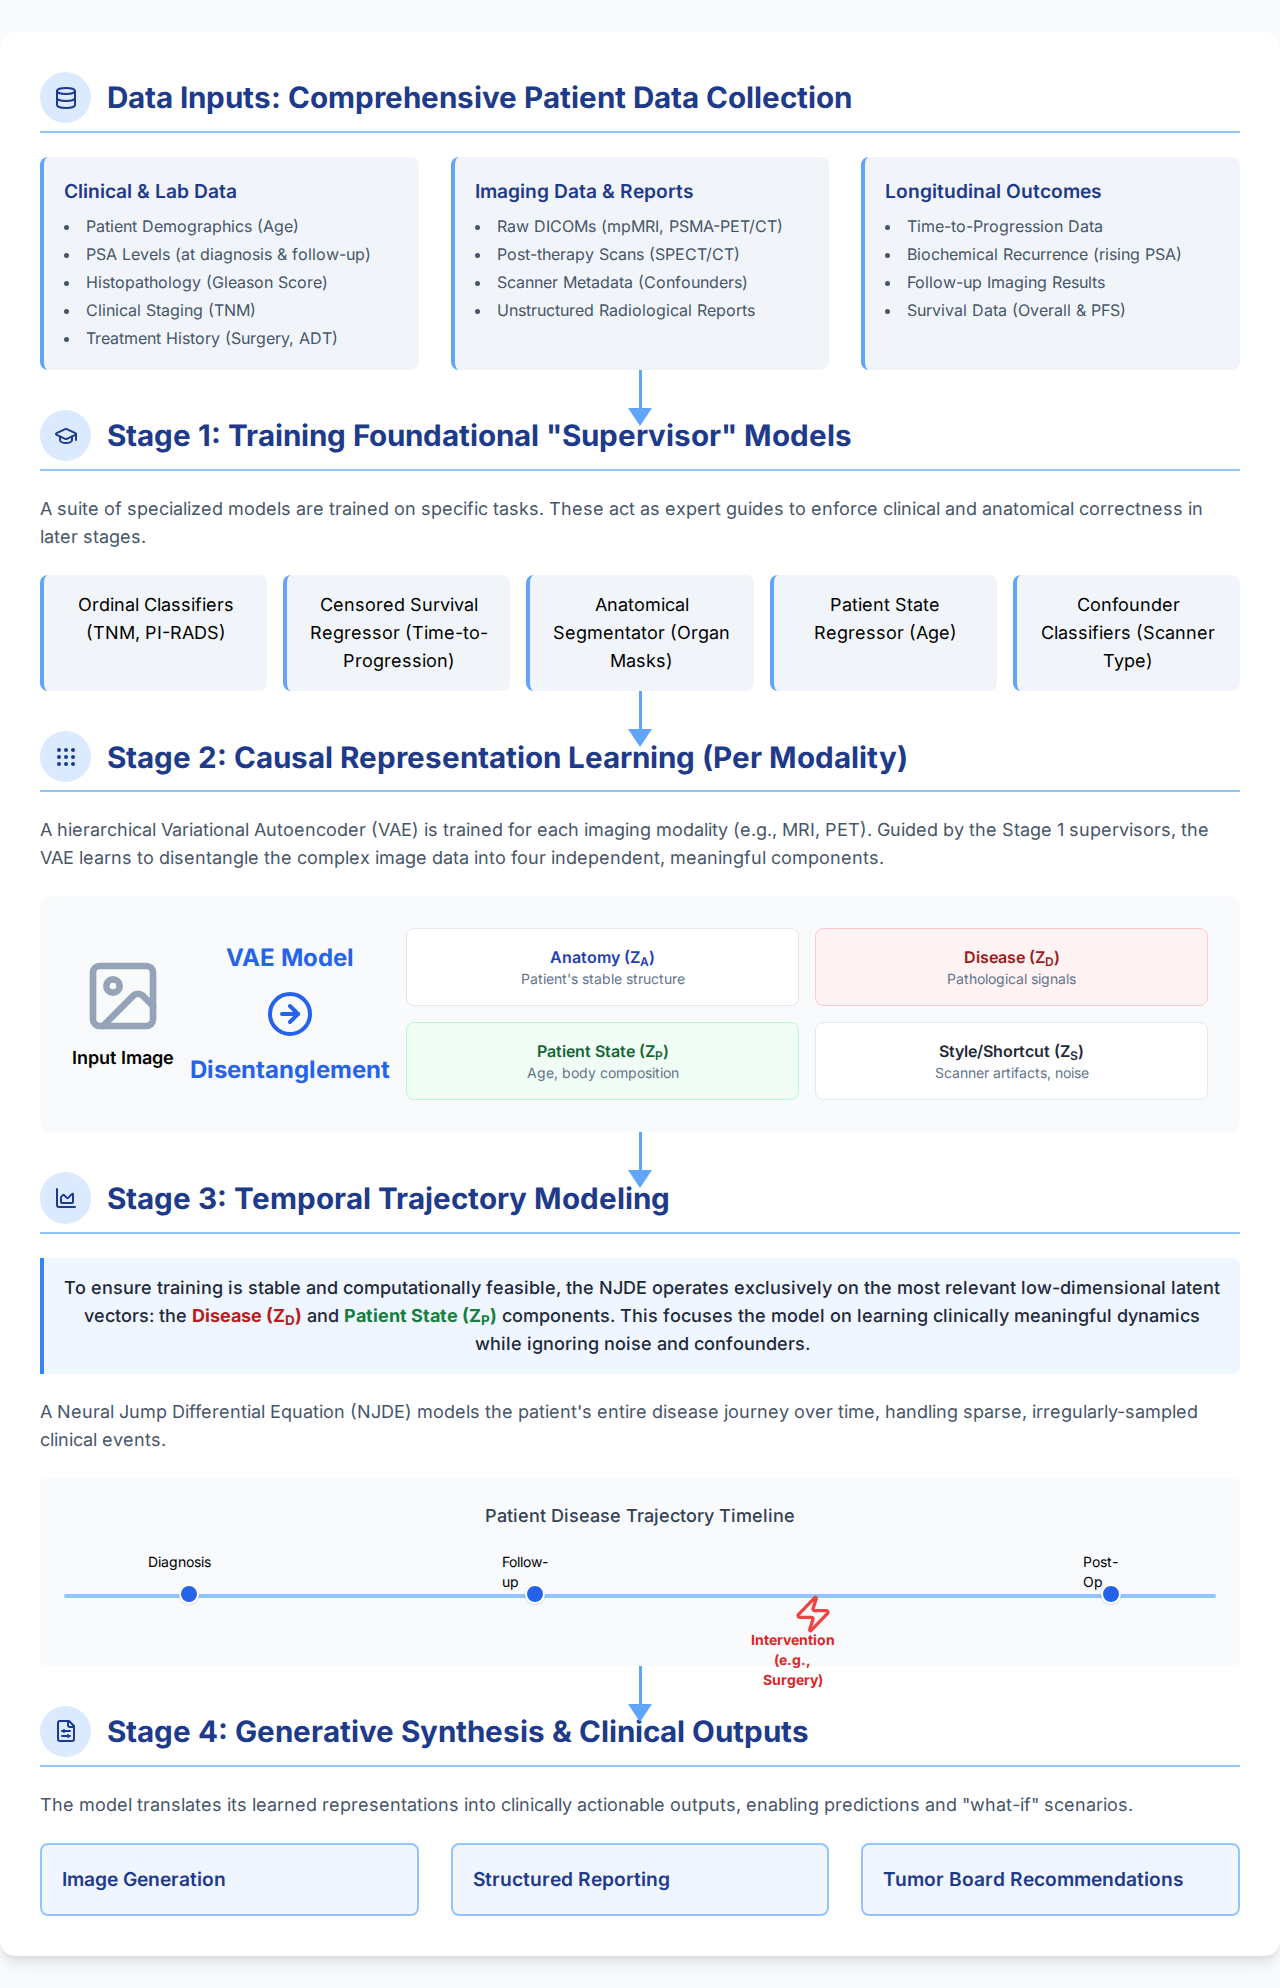 Data Inputs: Comprehensive Patient Data Collection
Clinical & Lab Data
• Patient Demographics (Age)
• PSA Levels (at diagnosis & follow-up)
• Histopathology (Gleason Score)
• Clinical Staging (TNM)
• Treatment History (Surgery, ADT)
Imaging Data & Reports
• Raw DICOMs (mpMRI, PSMA-PET/CT)
• Post-therapy Scans (SPECT/CT)
• Scanner Metadata (Confounders)
• Unstructured Radiological Reports
Longitudinal Outcomes
• Time-to-Progression Data
• Biochemical Recurrence (rising PSA)
• Follow-up Imaging Results
• Survival Data (Overall & PFS)
Stage 1: Training Foundational "Supervisor" Models
A suite of specialized models are trained on specific tasks. These act as expert guides to enforce clinical and anatomical correctness in
later stages.
Ordinal Classifiers
(TNM, PI-RADS)
Censored Survival
Regressor (Time-to-
Progression)
Anatomical
Segmentator (Organ
Masks)
Patient State
Regressor (Age)
Confounder
Classifiers (Scanner
Type)
Stage 2: Causal Representation Learning (Per Modality)
A hierarchical Variational Autoencoder (VAE) is trained for each imaging modality (e.g., MRI, PET). Guided by the Stage 1 supervisors, the
VAE learns to disentangle the complex image data into four independent, meaningful components.
Input Image
VAE Model
Disentanglement
Anatomy (ZA)
Patient's stable structure
Disease (ZD)
Pathological signals
Patient State (ZP)
Age, body composition
Style/Shortcut (ZS)
Scanner artifacts, noise
Stage 3: Temporal Trajectory Modeling
To ensure training is stable and computationally feasible, the NJDE operates exclusively on the most relevant low-dimensional latent
vectors: the Disease (ZD) and Patient State (ZP) components. This focuses the model on learning clinically meaningful dynamics
while ignoring noise and confounders.
A Neural Jump Differential Equation (NJDE) models the patient's entire disease journey over time, handling sparse, irregularly-sampled
clinical events.
Patient Disease Trajectory Timeline
Diagnosis
Follow-
up
Intervention
(e.g.,
Surgery)
Post-
Op
Stage 4: Generative Synthesis & Clinical Outputs
The model translates its learned representations into clinically actionable outputs, enabling predictions and "what-if" scenarios.
Image Generation
Structured Reporting
Tumor Board Recommendations